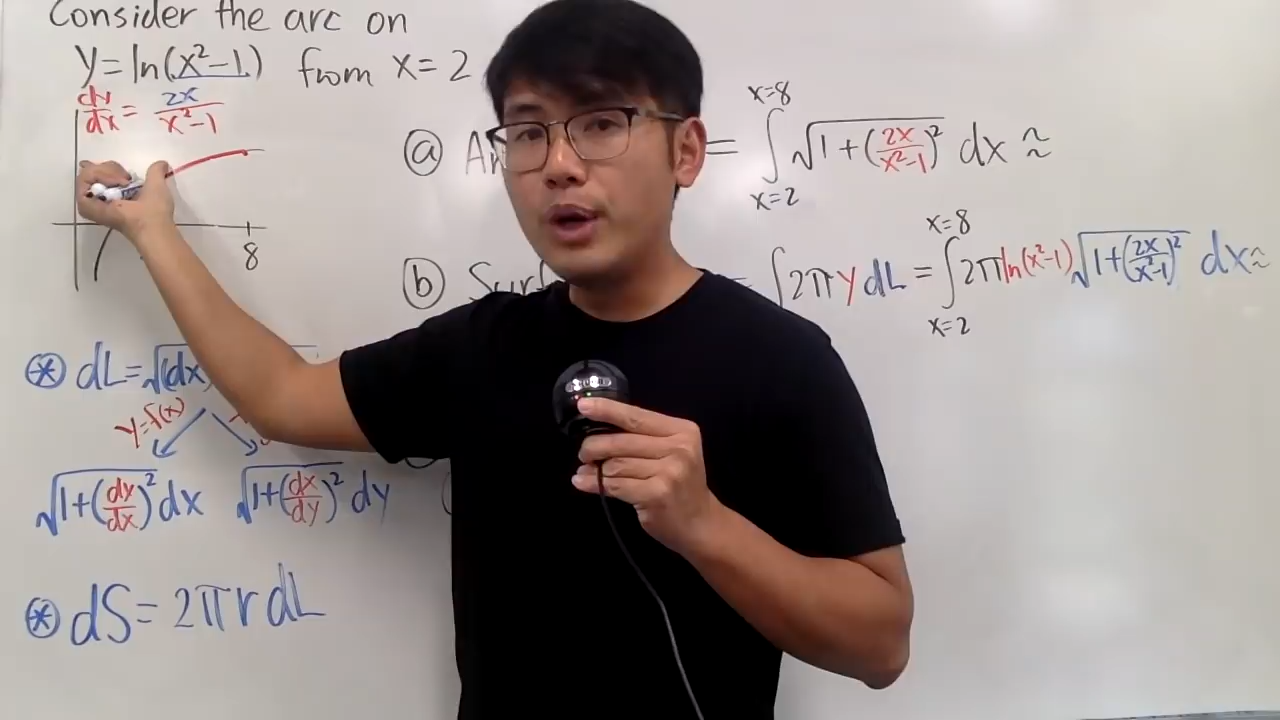 Consider the arc on
y = ln(x²-1) from x = 2
dy/dx = 2x/(x²-1)
8
ⓐ = ∫_{x=2}^{x=8} √(1+(2x/(x²-1))²) dx ≈
ⓑ Surf = ∫2πy dL = ∫_{x=2}^{x=8} 2π ln(x²-1) √(1+(2x/(x²-1))²) dx ≈
⊛ dL = √((dx)
y=f(x)
√(1+(dy/dx)²) dx √(1+(dx/dy)²) dy
⊛ dS = 2πr dL